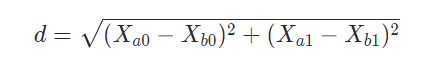 d = √((X_{a0} − X_{b0})² + (X_{a1} − X_{b1})²)